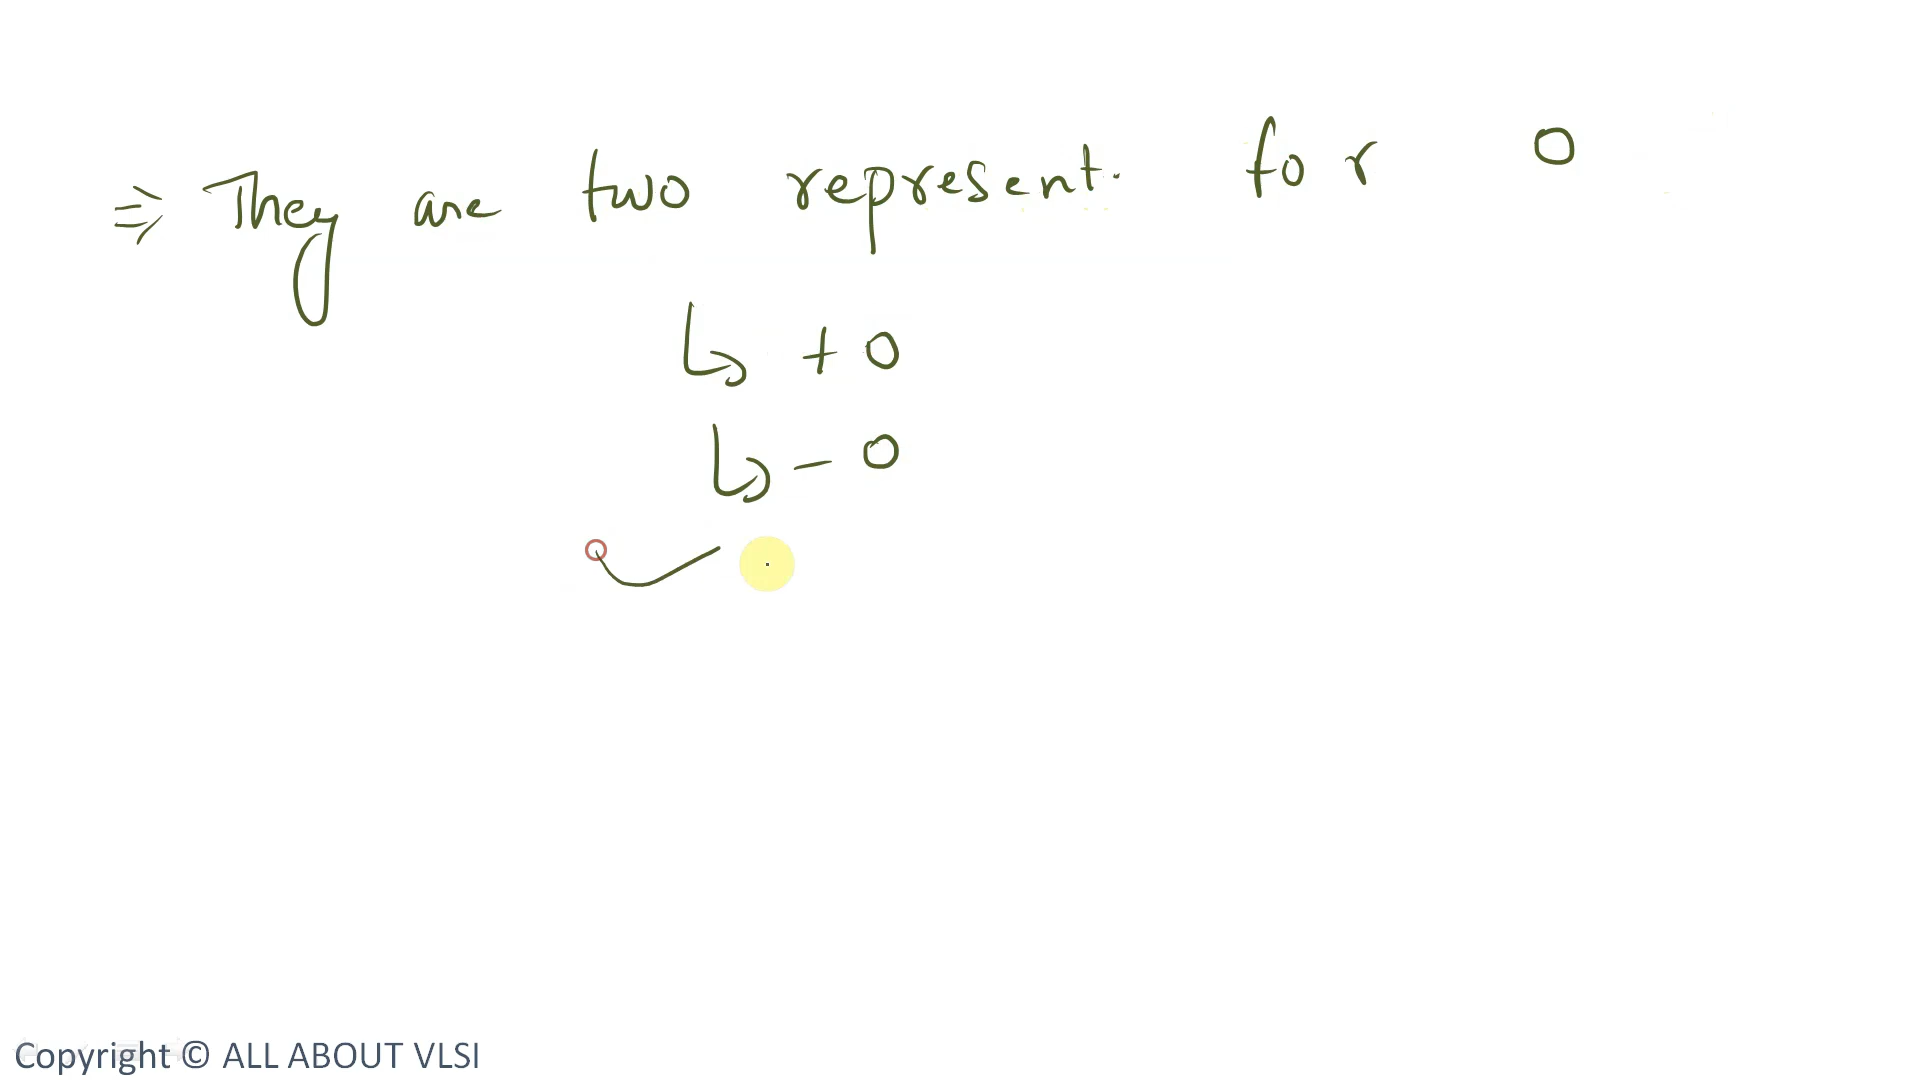 ⇒ They are two represent. for 0
↳ + 0
↳ - 0
Copyright © ALL ABOUT VLSI